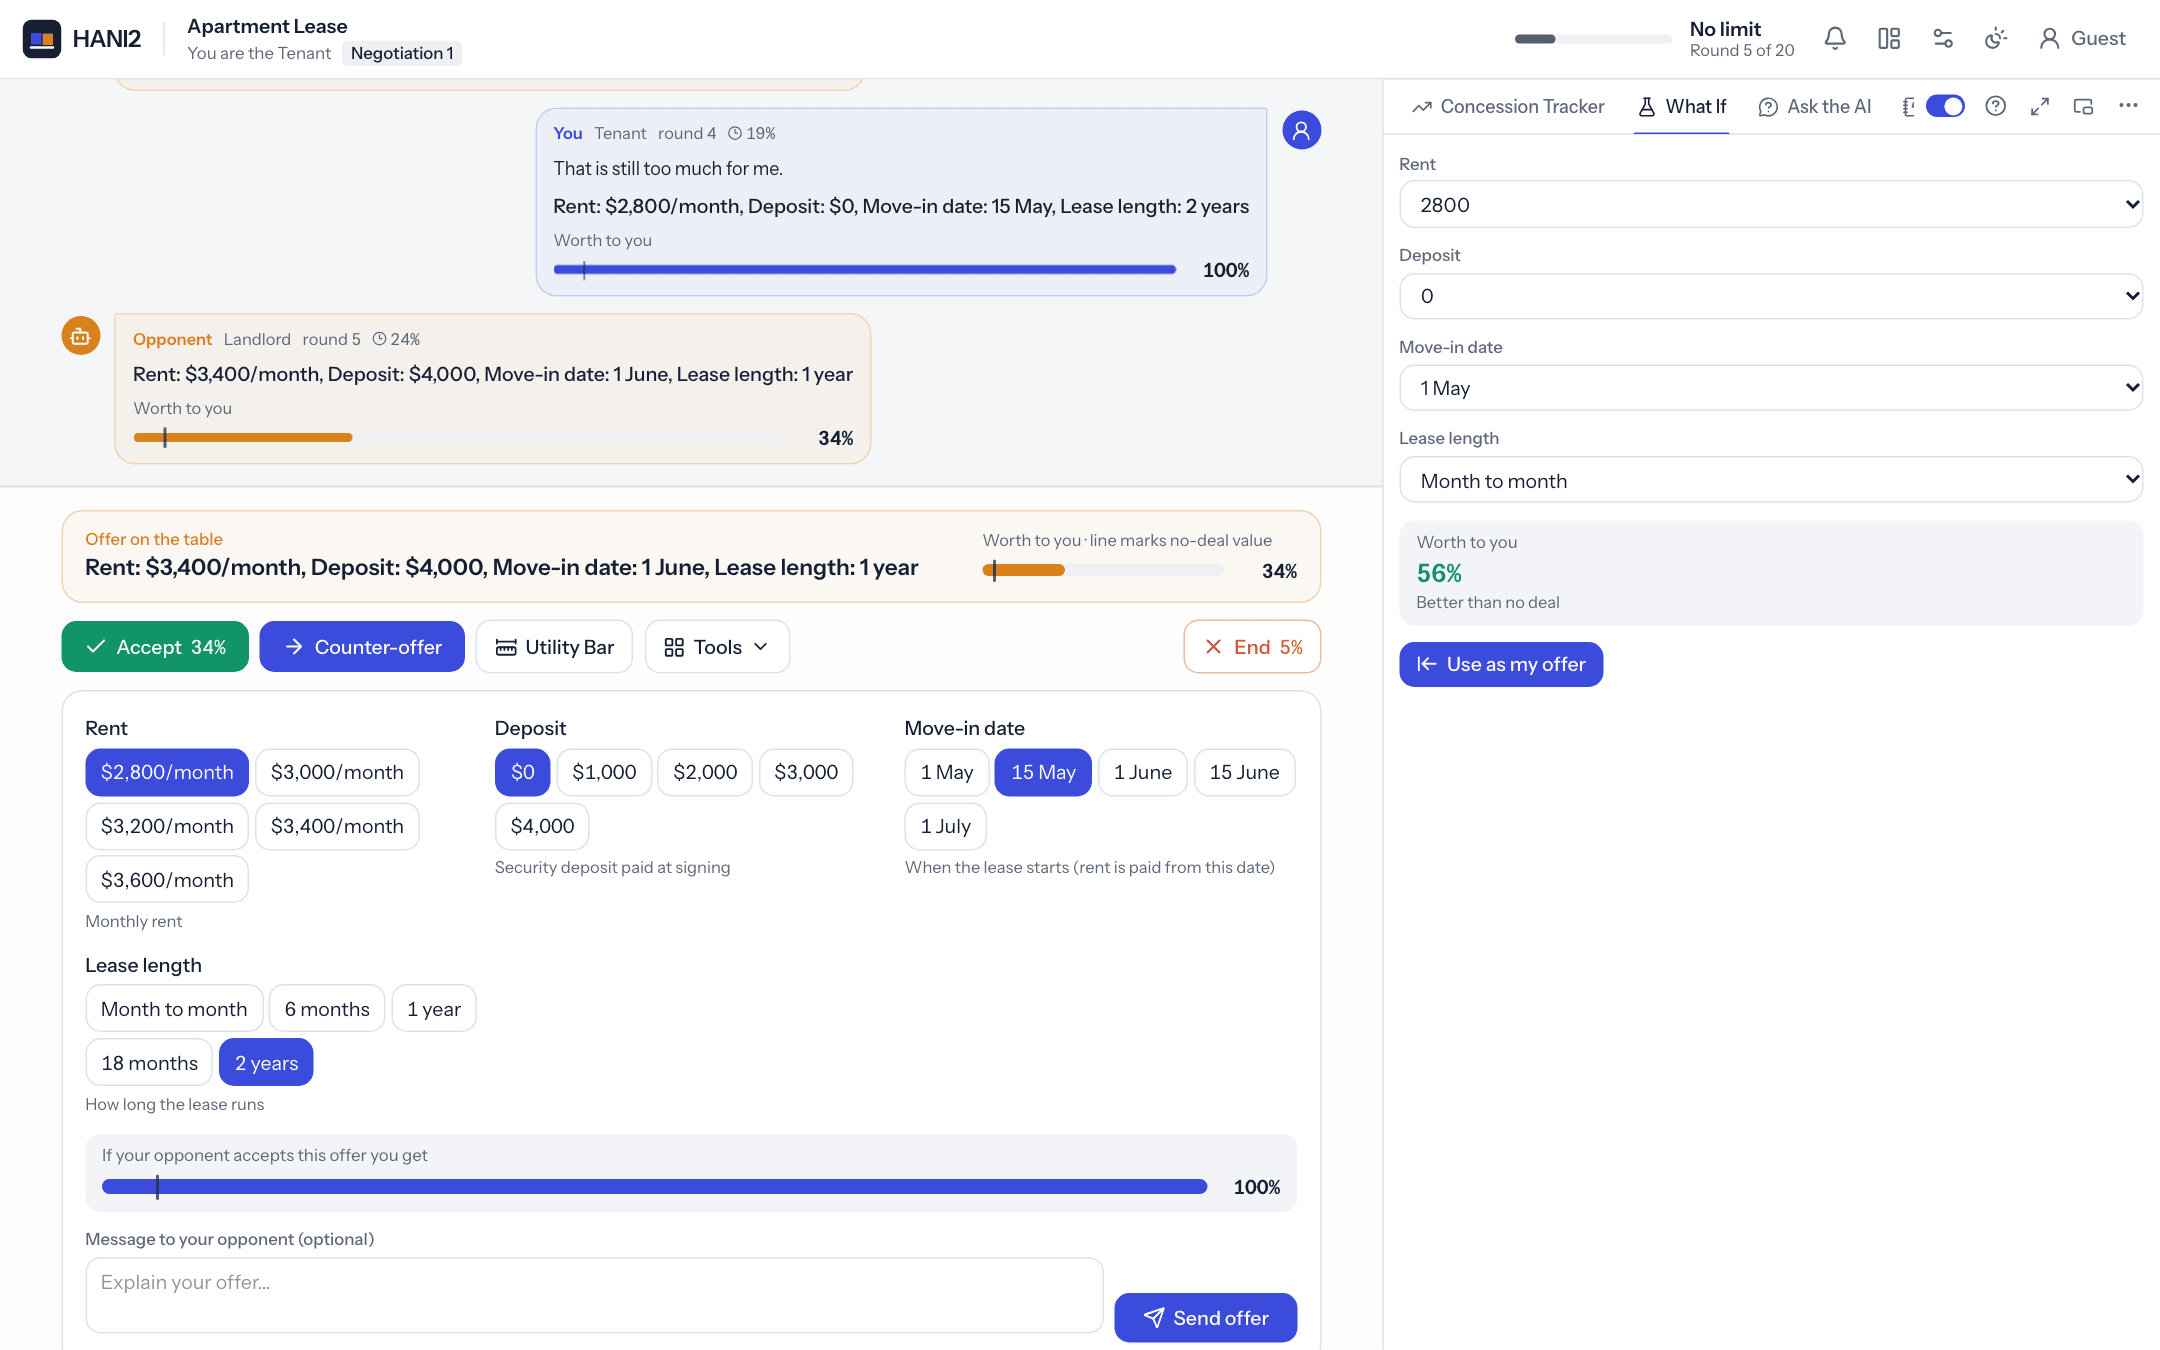 HANI2
Apartment Lease
You are the Tenant Negotiation 1
No limit
Round 5 of 20
Guest
You Tenant round 4 19%
That is still too much for me.
Rent: $2,800/month, Deposit: $0, Move-in date: 15 May, Lease length: 2 years
Worth to you
100%
Opponent Landlord round 5 24%
Rent: $3,400/month, Deposit: $4,000, Move-in date: 1 June, Lease length: 1 year
Worth to you
34%
Offer on the table
Rent: $3,400/month, Deposit: $4,000, Move-in date: 1 June, Lease length: 1 year
Worth to you · line marks no-deal value
34%
Accept 34%
Counter-offer
Utility Bar
Tools
End 5%
Rent
$2,800/month $3,000/month
$3,200/month $3,400/month
$3,600/month
Monthly rent
Deposit
$0 $1,000 $2,000 $3,000
$4,000
Security deposit paid at signing
Move-in date
1 May 15 May 1 June 15 June
1 July
When the lease starts (rent is paid from this date)
Lease length
Month to month 6 months 1 year
18 months 2 years
How long the lease runs
If your opponent accepts this offer you get
100%
Message to your opponent (optional)
Explain your offer...
Send offer
Concession Tracker What If Ask the AI
Rent
2800
Deposit
0
Move-in date
1 May
Lease length
Month to month
Worth to you
56%
Better than no deal
Use as my offer